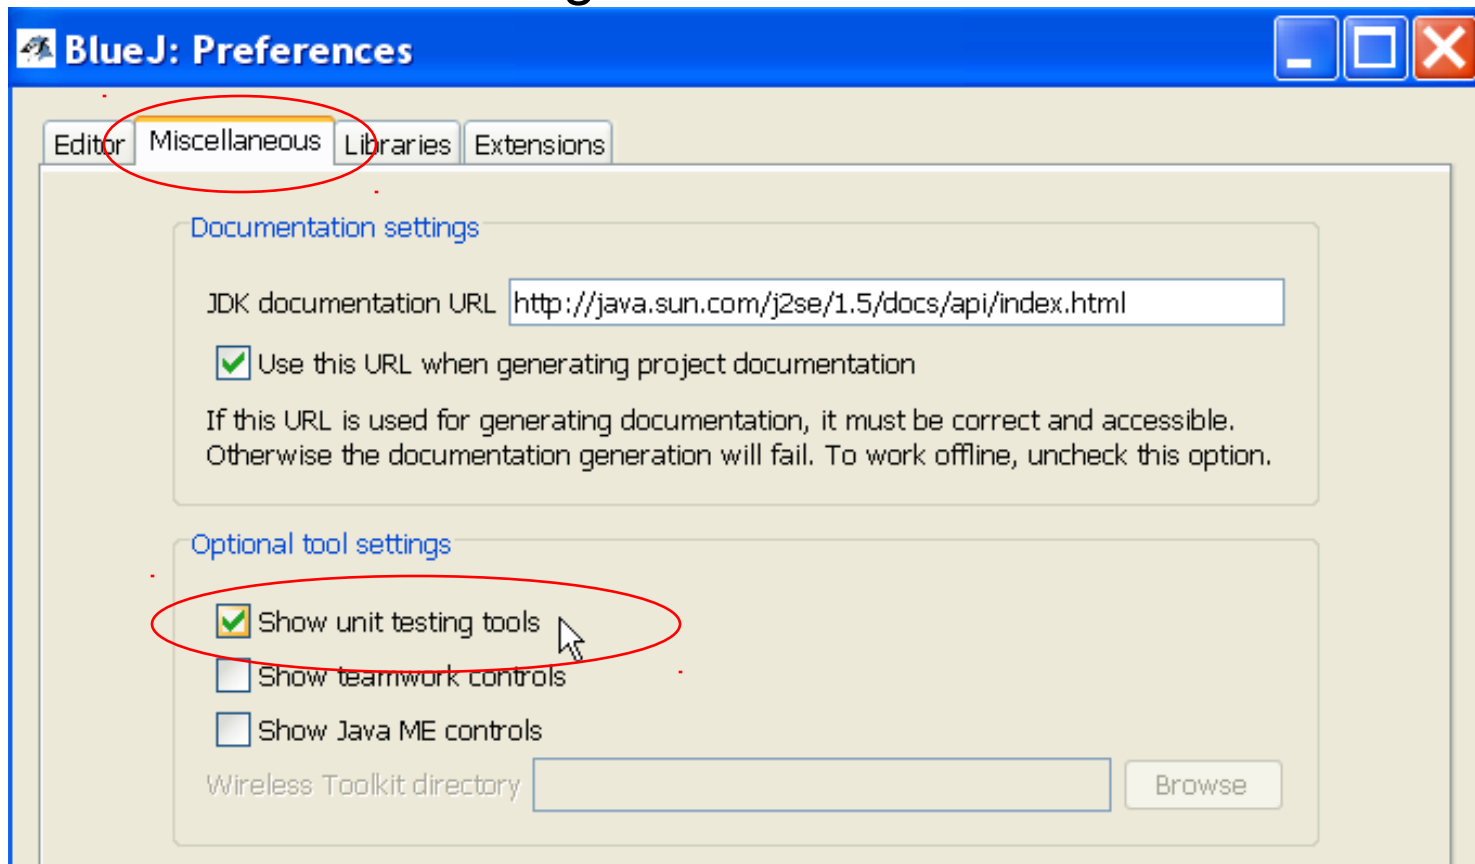 BlueJ: Preferences
Editor Miscellaneous Libraries Extensions
Documentation settings
JDK documentation URL http://java.sun.com/j2se/1.5/docs/api/index.html
Use this URL when generating project documentation
If this URL is used for generating documentation, it must be correct and accessible.
Otherwise the documentation generation will fail. To work offline, uncheck this option.
Optional tool settings
Show unit testing tools
Show teamwork controls
Show Java ME controls
Wireless Toolkit directory Browse